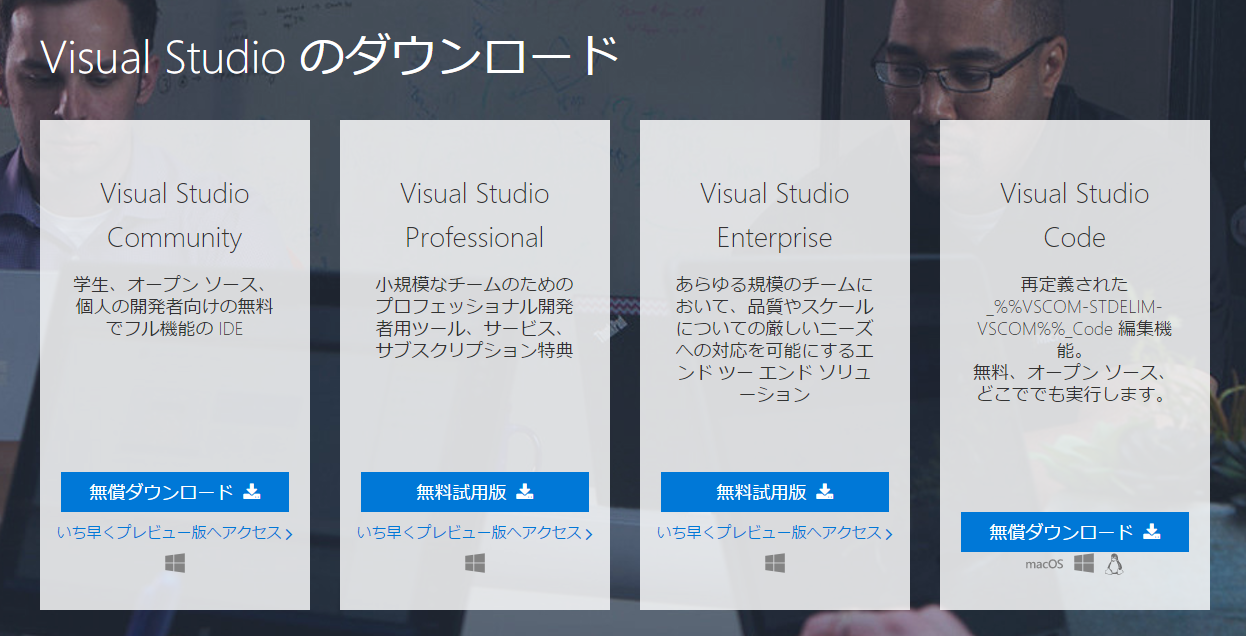 Visual Studio のダウンロード
Visual Studio
Community
学生、オープン ソース、
個人の開発者向けの無料
でフル機能の IDE
無償ダウンロード
いち早くプレビュー版へアクセス
Visual Studio
Professional
小規模なチームのための
プロフェッショナル開発
者用ツール、サービス、
サブスクリプション特典
無料試用版
いち早くプレビュー版へアクセス
Visual Studio
Enterprise
あらゆる規模のチームに
おいて、品質やスケール
についての厳しいニーズ
への対応を可能にするエ
ンド ツー エンド ソリュ
ーション
無料試用版
いち早くプレビュー版へアクセス
Visual Studio
Code
再定義された
_%%VSCOM-STDELIM-
VSCOM%%_Code 編集機
能。
無料、オープン ソース、
どこででも実行します。
無償ダウンロード
macOS